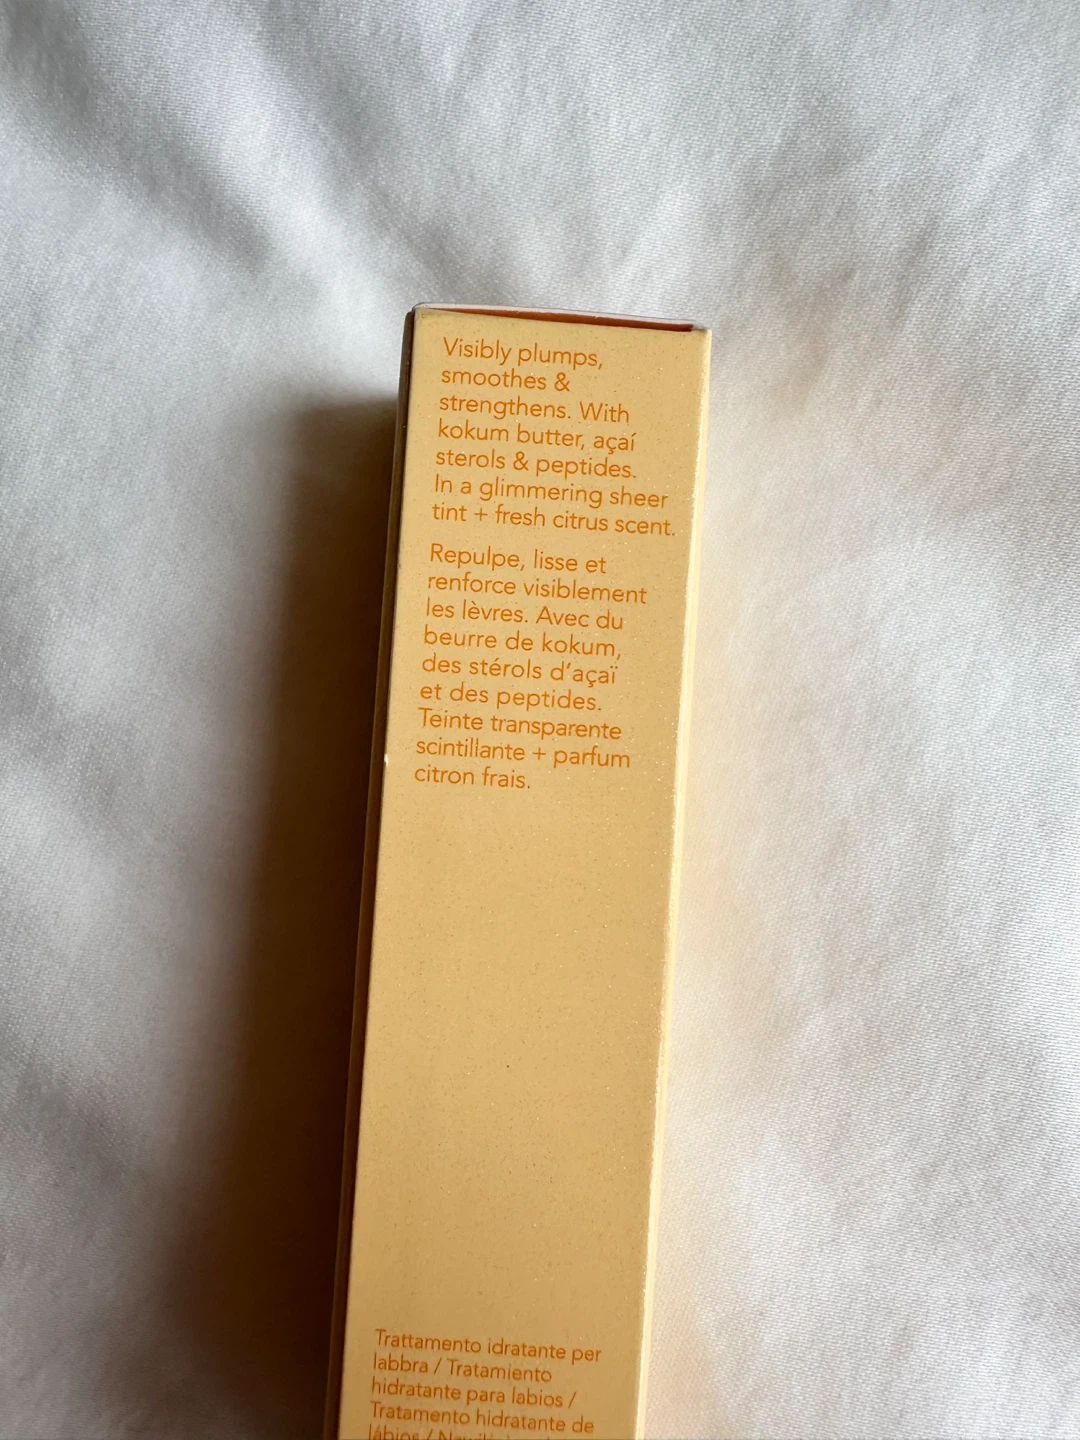 Visibly plumps,
smoothes &
strengthens. With
kokum butter, açaí
sterols & peptides.
In a glimmering sheer
tint + fresh citrus scent.
Repulpe, lisse et
renforce visiblement
les lèvres. Avec du
beurre de kokum,
des stérols d'açaï
et des peptides.
Teinte transparente
scintillante + parfum
citron frais.
Trattamento idratante per
labbra / Tratamiento
hidratante para labios /
Tratamento hidratante de
lábios /